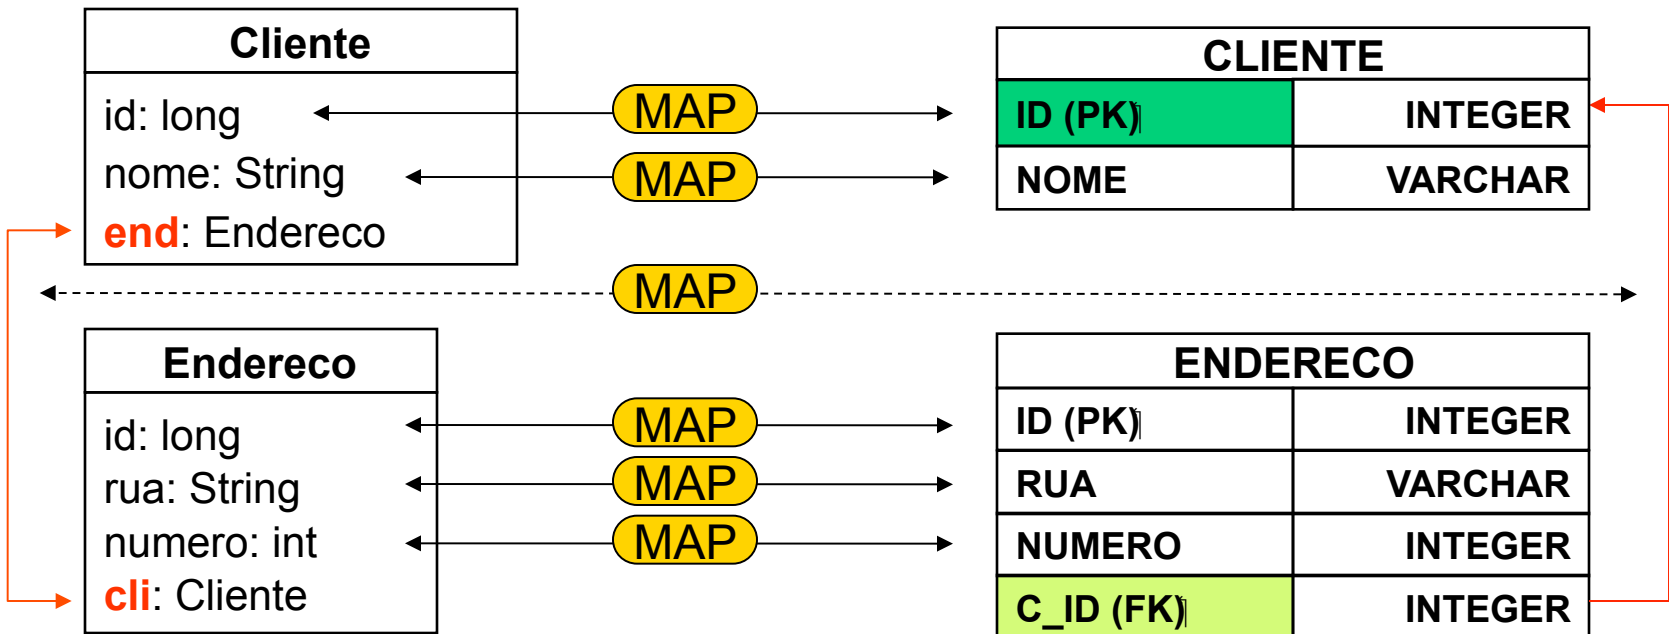 Cliente
id: long
nome: String
end: Endereco
MAP
MAP
CLIENTE
ID (PK) INTEGER
NOME VARCHAR
MAP
Endereco
id: long
rua: String
numero: int
cli: Cliente
MAP
MAP
MAP
ENDERECO
ID (PK) INTEGER
RUA VARCHAR
NUMERO INTEGER
C_ID (FK) INTEGER